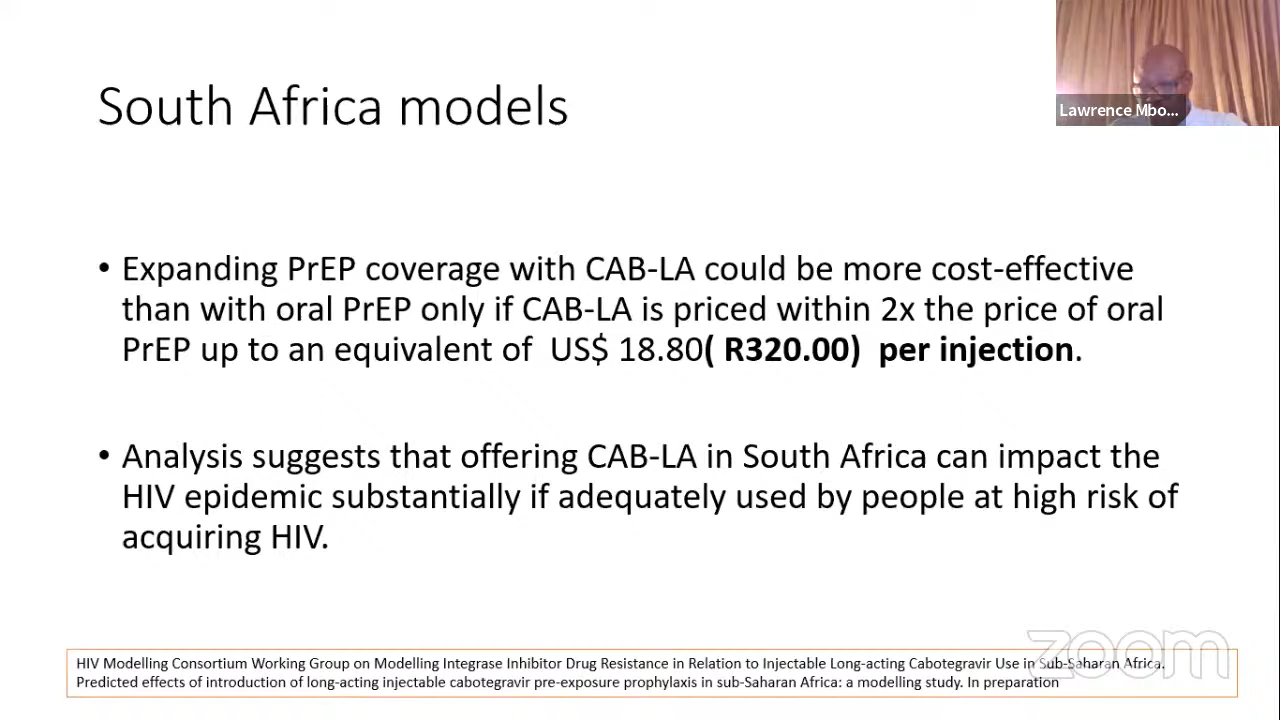 South Africa models
Lawrence Mbo...
• Expanding PrEP coverage with CAB-LA could be more cost-effective
than with oral PrEP only if CAB-LA is priced within 2x the price of oral
PrEP up to an equivalent of  US$ 18.80( R320.00)  per injection.
• Analysis suggests that offering CAB-LA in South Africa can impact the
HIV epidemic substantially if adequately used by people at high risk of
acquiring HIV.
zoom
HIV Modelling Consortium Working Group on Modelling Integrase Inhibitor Drug Resistance in Relation to Injectable Long-acting Cabotegravir Use in Sub-Saharan Africa.
Predicted effects of introduction of long-acting injectable cabotegravir pre-exposure prophylaxis in sub-Saharan Africa: a modelling study. In preparation